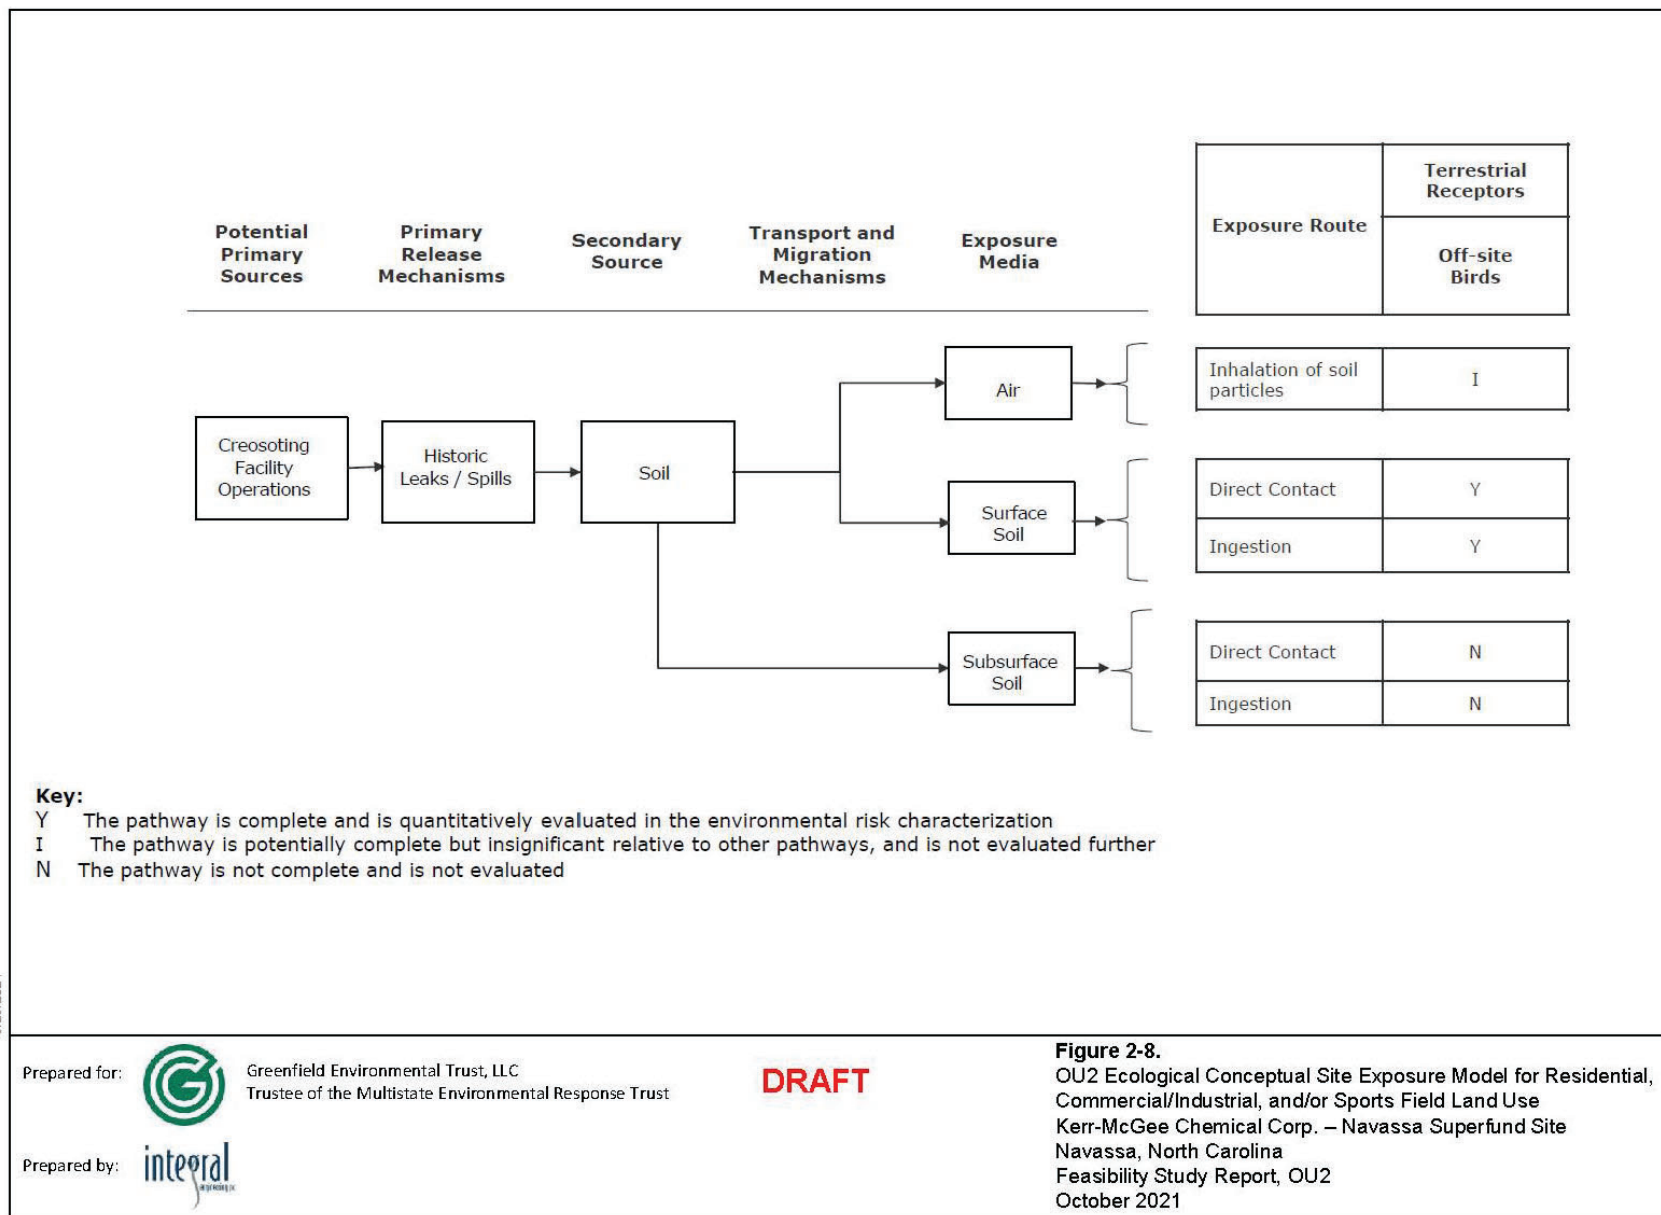 Potential
Primary
Sources
Primary
Release
Mechanisms
Secondary
Source
Transport and
Migration
Mechanisms
Exposure
Media
Exposure Route
Terrestrial
Receptors
Off-site
Birds
Creosoting
Facility
Operations
Historic
Leaks / Spills
Soil
Air
Inhalation of soil
particles
I
Surface
Soil
Direct Contact
Y
Ingestion
Y
Subsurface
Soil
Direct Contact
N
Ingestion
N
Key:
Y The pathway is complete and is quantitatively evaluated in the environmental risk characterization
I The pathway is potentially complete but insignificant relative to other pathways, and is not evaluated further
N The pathway is not complete and is not evaluated
Prepared for:
Greenfield Environmental Trust, LLC
Trustee of the Multistate Environmental Response Trust
DRAFT
Prepared by:
integral
Figure 2-8.
OU2 Ecological Conceptual Site Exposure Model for Residential,
Commercial/Industrial, and/or Sports Field Land Use
Kerr-McGee Chemical Corp. – Navassa Superfund Site
Navassa, North Carolina
Feasibility Study Report, OU2
October 2021